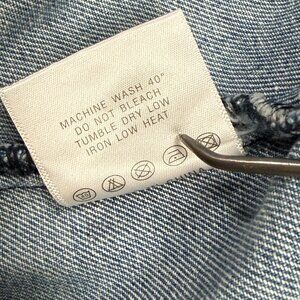 MACHINE WASH 40°
DO NOT BLEACH
TUMBLE DRY LOW
IRON LOW HEAT